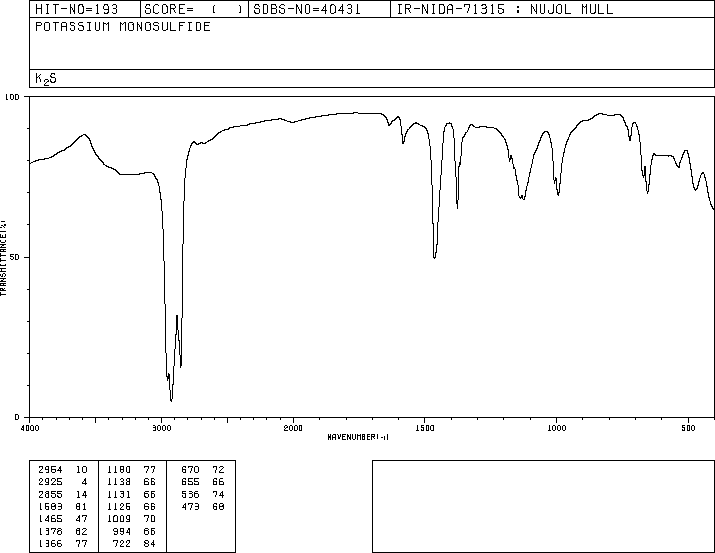 HIT-NO=193 SCORE= ( ) SDBS-NO=40431 IR-NIDA-71315 : NUJOL MULL
POTASSIUM MONOSULFIDE
K2S
100
50
0
TRANSMITTANCE(%)
4000 3000 2000 1500 1000 500
WAVENUMBER(-1)
2954 10 1180 77 670 72
2925 4 1138 66 655 66
2855 14 1131 66 536 74
1583 81 1126 66 473 68
1465 47 1009 70
1378 62 994 66
1366 77 722 84